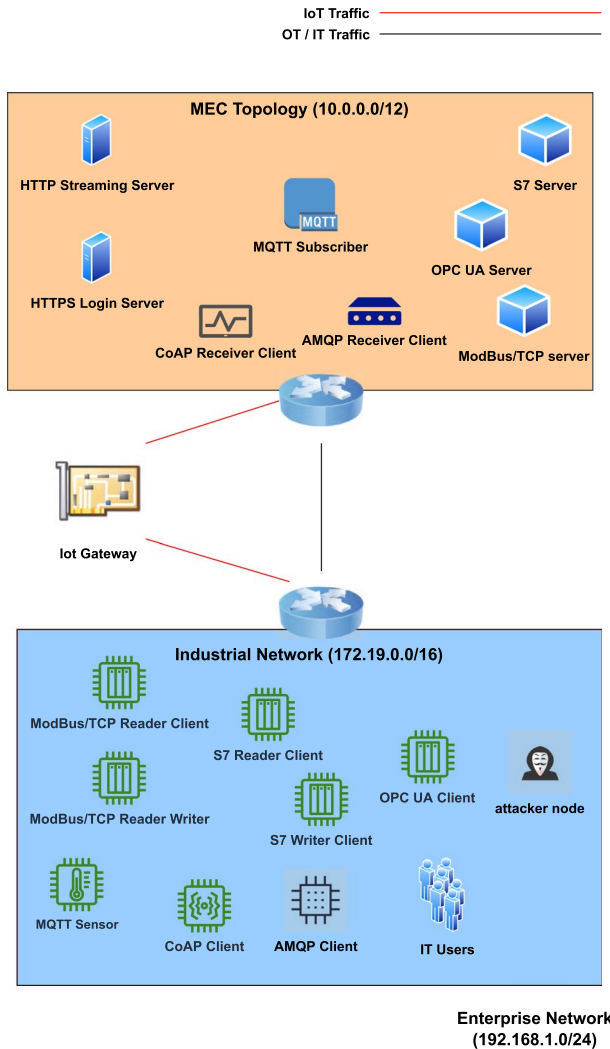 IoT Traffic
OT / IT Traffic
MEC Topology (10.0.0.0/12)
HTTP Streaming Server
S7 Server
MQTT
MQTT Subscriber
OPC UA Server
HTTPS Login Server
CoAP Receiver Client
AMQP Receiver Client
ModBus/TCP server
Iot Gateway
Industrial Network (172.19.0.0/16)
ModBus/TCP Reader Client
S7 Reader Client
OPC UA Client
attacker node
ModBus/TCP Reader Writer
S7 Writer Client
MQTT Sensor
CoAP Client
AMQP Client
IT Users
Enterprise Network
(192.168.1.0/24)